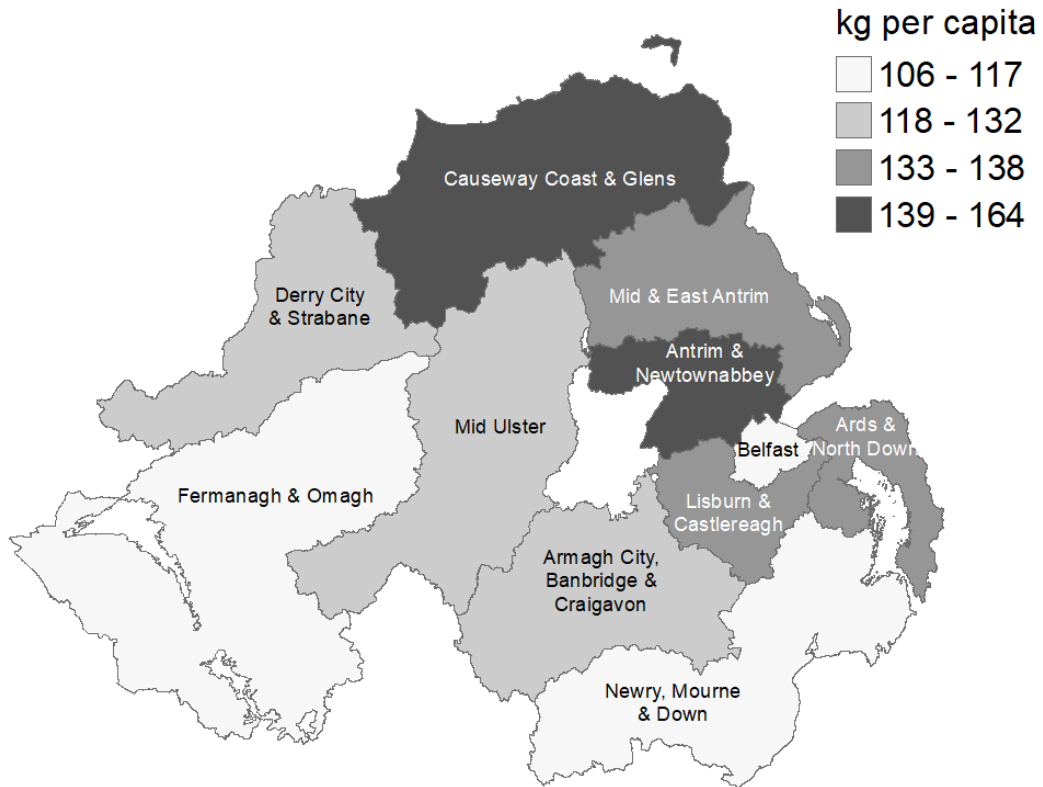 kg per capita
106 - 117
118 - 132
133 - 138
139 - 164
Causeway Coast & Glens
Derry City
& Strabane
Mid & East Antrim
Antrim &
Newtownabbey
Mid Ulster
Ards &
North Down
Belfast
Fermanagh & Omagh
Lisburn &
Castlereagh
Armagh City,
Banbridge &
Craigavon
Newry, Mourne
& Down